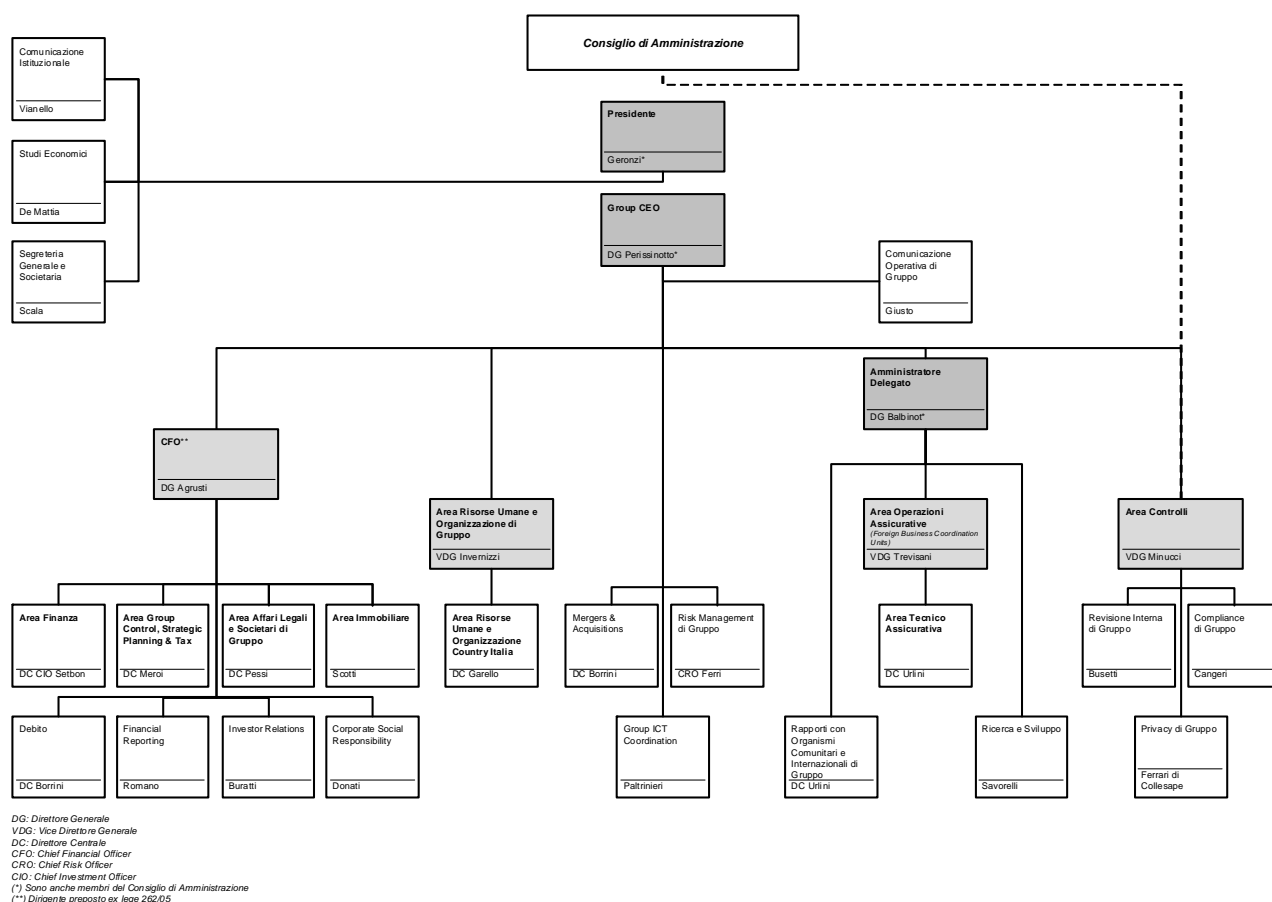 Consiglio di Amministrazione
Comunicazione
Istituzionale
Vianello
Presidente
Geronzi*
Studi Economici
De Mattia
Group CEO
DG Perissinotto*
Segreteria
Generale e
Societaria
Scala
Comunicazione
Operativa di
Gruppo
Giusto
Amministratore
Delegato
DG Balbinot*
CFO**
DG Agrusti
Area Risorse Umane e
Organizzazione di
Gruppo
VDG Invernizzi
Area Operazioni
Assicurative
(Foreign Business Coordination
Units)
VDG Trevisani
Area Controlli
VDG Minucci
Area Finanza
DC CIO Setbon
Area Group
Control, Strategic
Planning & Tax
DC Meroi
Area Affari Legali
e Societari di
Gruppo
DC Pessi
Area Immobiliare
Scotti
Area Risorse
Umane e
Organizzazione
Country Italia
DC Garello
Mergers &
Acquisitions
DC Borrini
Risk Management
di Gruppo
CRO Ferri
Area Tecnico
Assicurativa
DC Urlini
Revisione Interna
di Gruppo
Busetti
Compliance
di Gruppo
Cangeri
Debito
DC Borrini
Financial
Reporting
Romano
Investor Relations
Buratti
Corporate Social
Responsibility
Donati
Group ICT
Coordination
Paltrinieri
Rapporti con
Organismi
Comunitari e
Internazionali di
Gruppo
DC Urlini
Ricerca e Sviluppo
Savorelli
Privacy di Gruppo
Ferrari di
Collesape
DG: Direttore Generale
VDG: Vice Direttore Generale
DC: Direttore Centrale
CFO: Chief Financial Officer
CRO: Chief Risk Officer
CIO: Chief Investment Officer
(*) Sono anche membri del Consiglio di Amministrazione
(**) Dirigente preposto ex lege 262/05